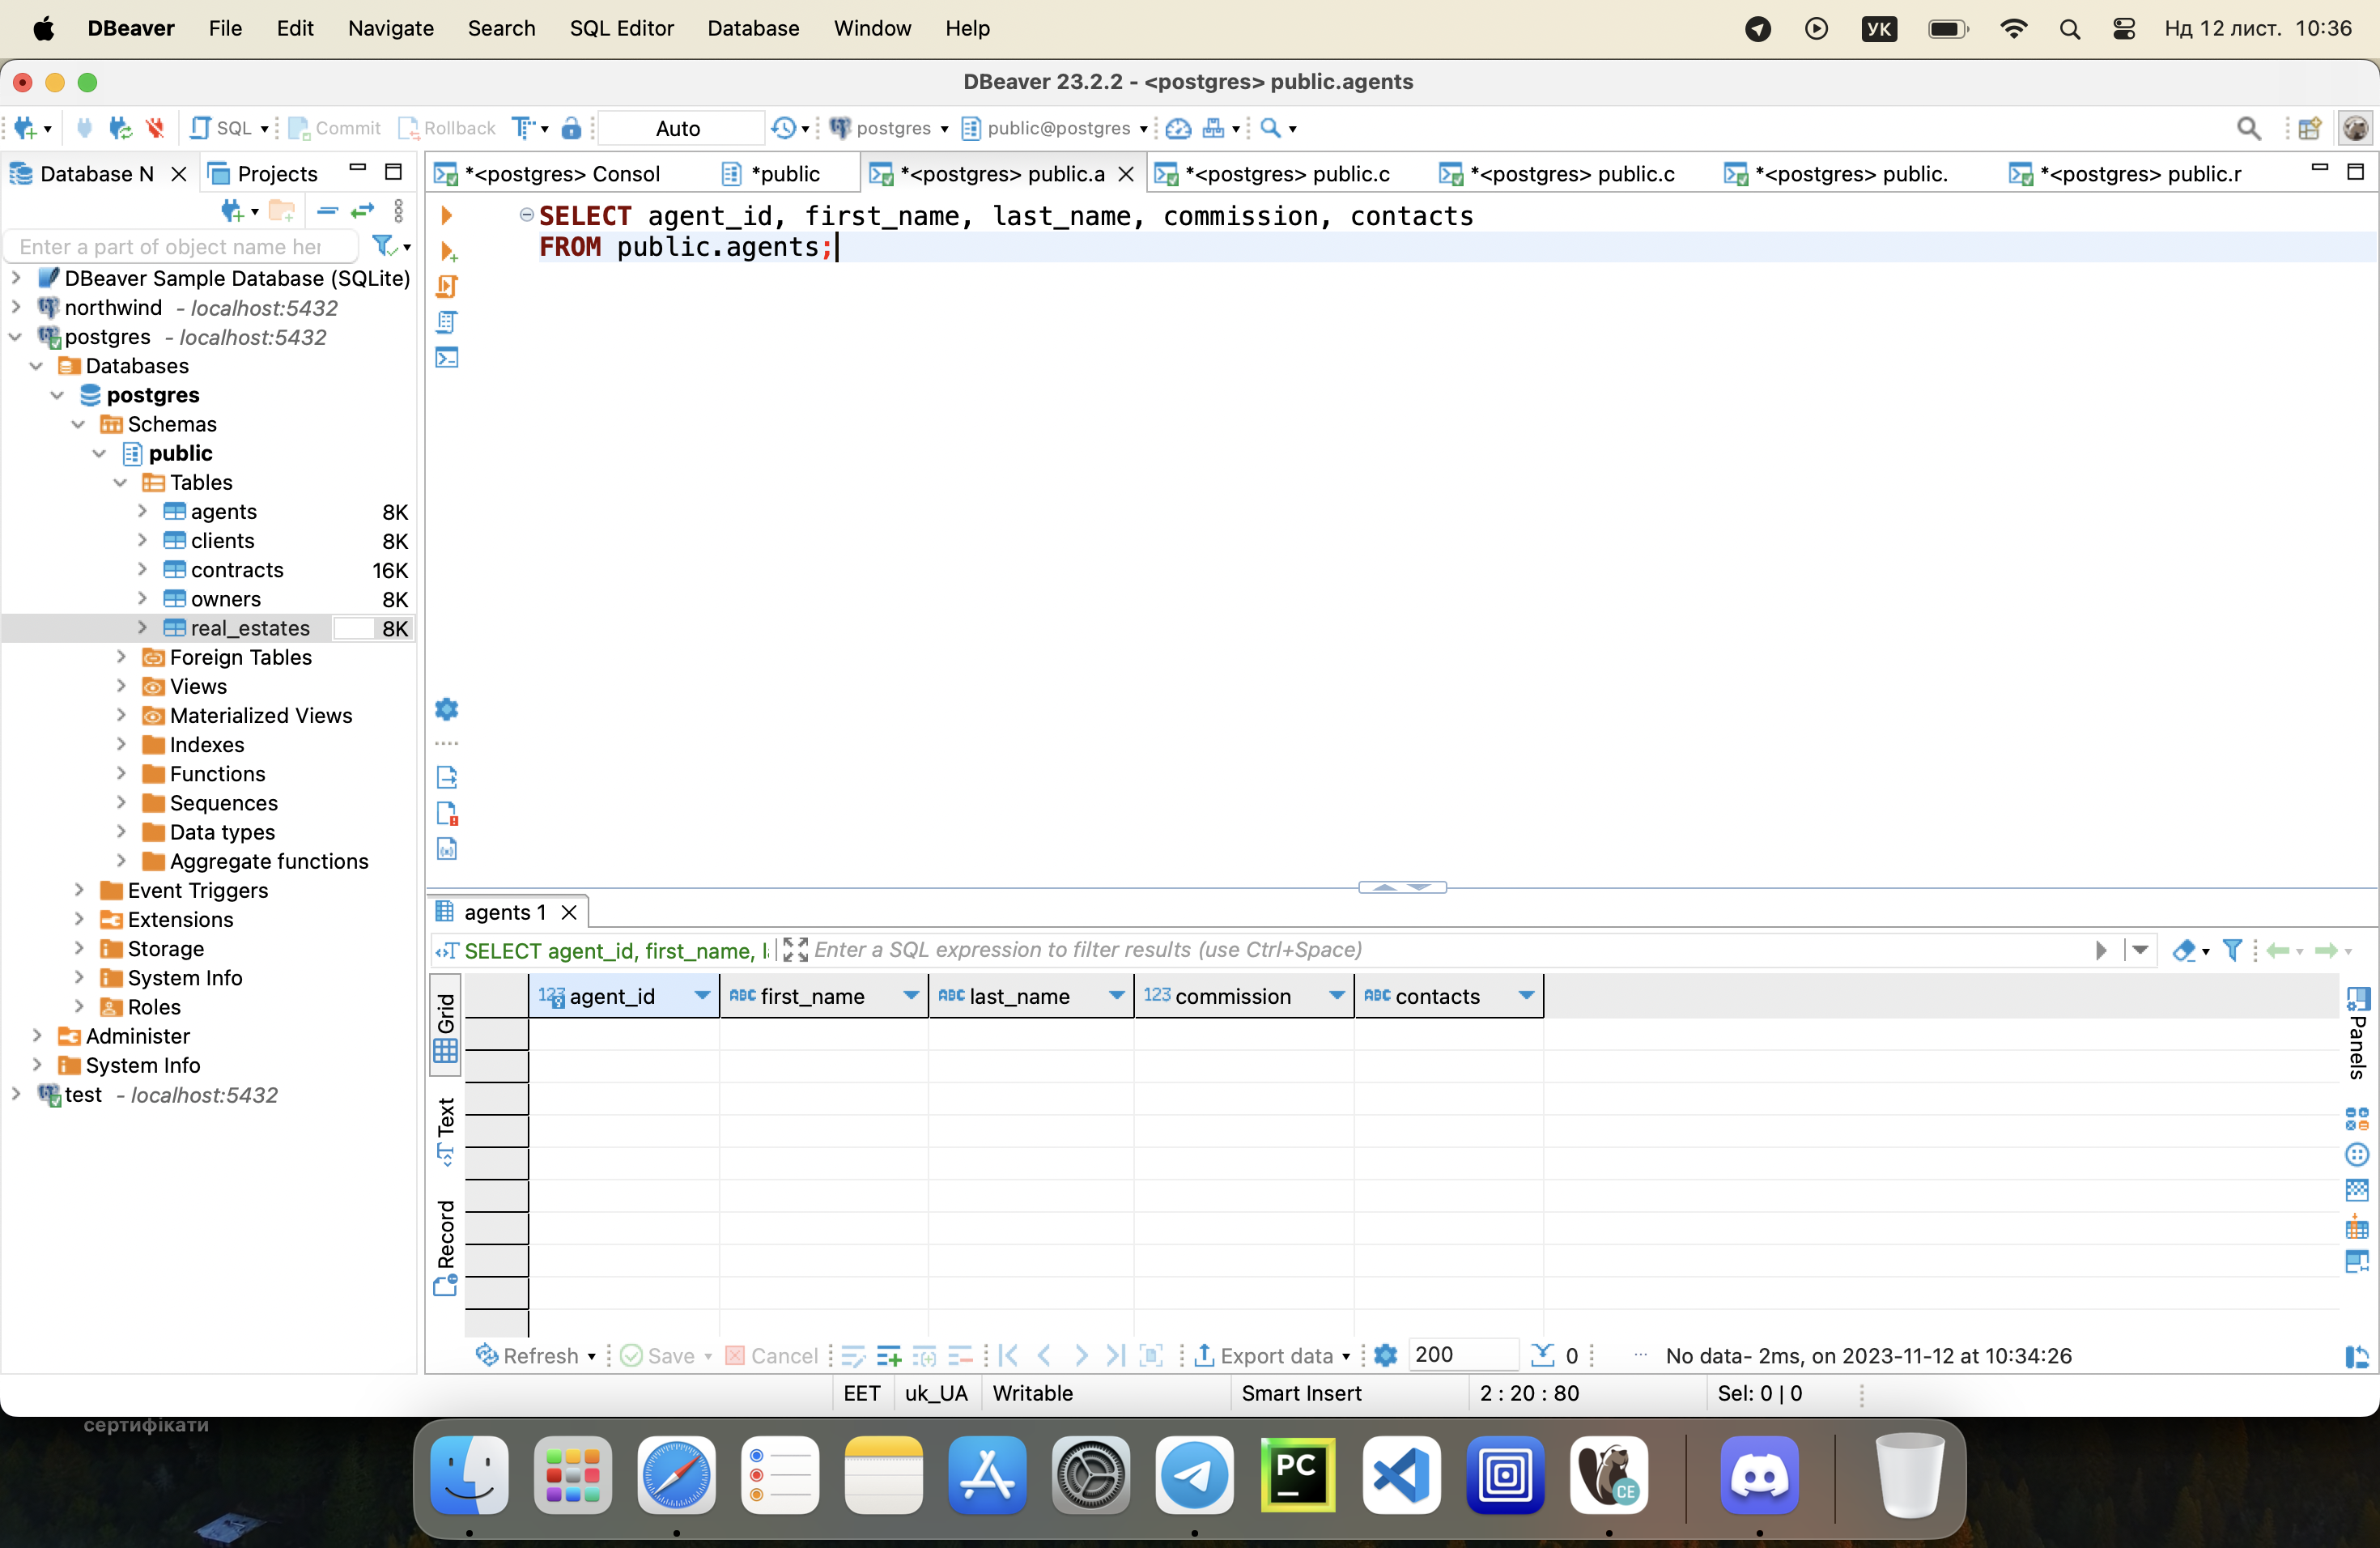 DBeaver File Edit Navigate Search SQL Editor Database Window Help УК Нд 12 лист. 10:36
DBeaver 23.2.2 - <postgres> public.agents
SQL Commit Rollback Auto postgres public@postgres
Database N Projects
*<postgres> Consol *public *<postgres> public.a *<postgres> public.c *<postgres> public.c *<postgres> public. *<postgres> public.r
Enter a part of object name her
DBeaver Sample Database (SQLite)
northwind - localhost:5432
postgres - localhost:5432
Databases
postgres
Schemas
public
Tables
agents 8K
clients 8K
contracts 16K
owners 8K
real_estates 8K
Foreign Tables
Views
Materialized Views
Indexes
Functions
Sequences
Data types
Aggregate functions
Event Triggers
Extensions
Storage
System Info
Roles
Administer
System Info
test - localhost:5432
SELECT agent_id, first_name, last_name, commission, contacts
FROM public.agents;
agents 1
SELECT agent_id, first_name, l Enter a SQL expression to filter results (use Ctrl+Space)
Grid
Text
Record
123 agent_id ABC first_name ABC last_name 123 commission ABC contacts
Panels
Refresh Save Cancel Export data 200 0 ... No data- 2ms, on 2023-11-12 at 10:34:26
EET uk_UA Writable Smart Insert 2 : 20 : 80 Sel: 0 | 0
сертифікати
PC
CE